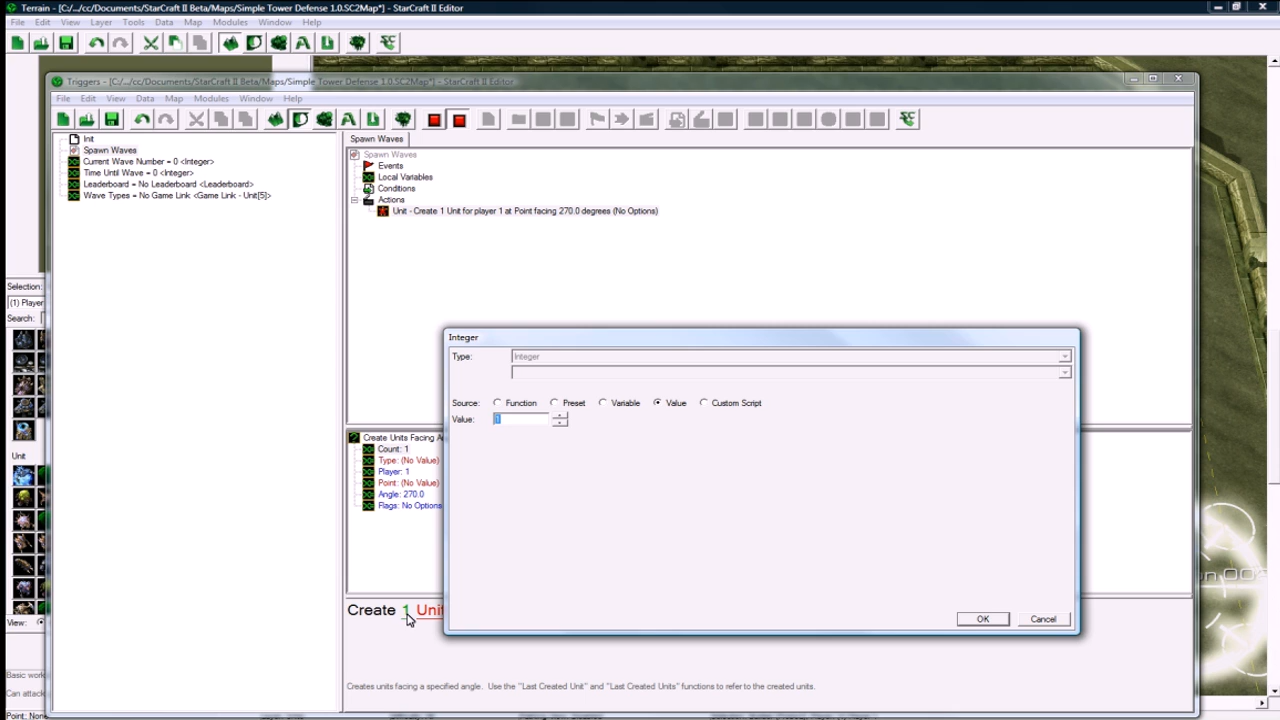 Terrain - [C:/.../cc/Documents/StarCraft II Beta/Maps/Simple Tower Defense 1.0.SC2Map*] - StarCraft II Editor
File Edit View Layer Tools Data Map Modules Window Help
Triggers - [C:/.../cc/Documents/StarCraft II Beta/Maps/Simple Tower Defense 1.0.SC2Map*] - StarCraft II Editor
File Edit View Data Map Modules Window Help
Init
Spawn Waves
Current Wave Number = 0 <Integer>
Time Until Wave = 0 <Integer>
Leaderboard = No Leaderboard <Leaderboard>
Wave Types = No Game Link <Game Link - Unit[5]>
Spawn Waves
Spawn Waves
Events
Local Variables
Conditions
Actions
Unit - Create 1 Unit for player 1 at Point facing 270.0 degrees (No Options)
Selection:
(1) Player
Search:
Unit
View:
Integer
Type: Integer
Source: Function Preset Variable Value Custom Script
Value: 1
OK Cancel
Create Units Facing A
Count: 1
Type: (No Value)
Player: 1
Point: (No Value)
Angle: 270.0
Flags: No Options
Create 1 Unit
Creates units facing a specified angle. Use the "Last Created Unit" and "Last Created Units" functions to refer to the created units.
Basic work
Can attack
Point: None